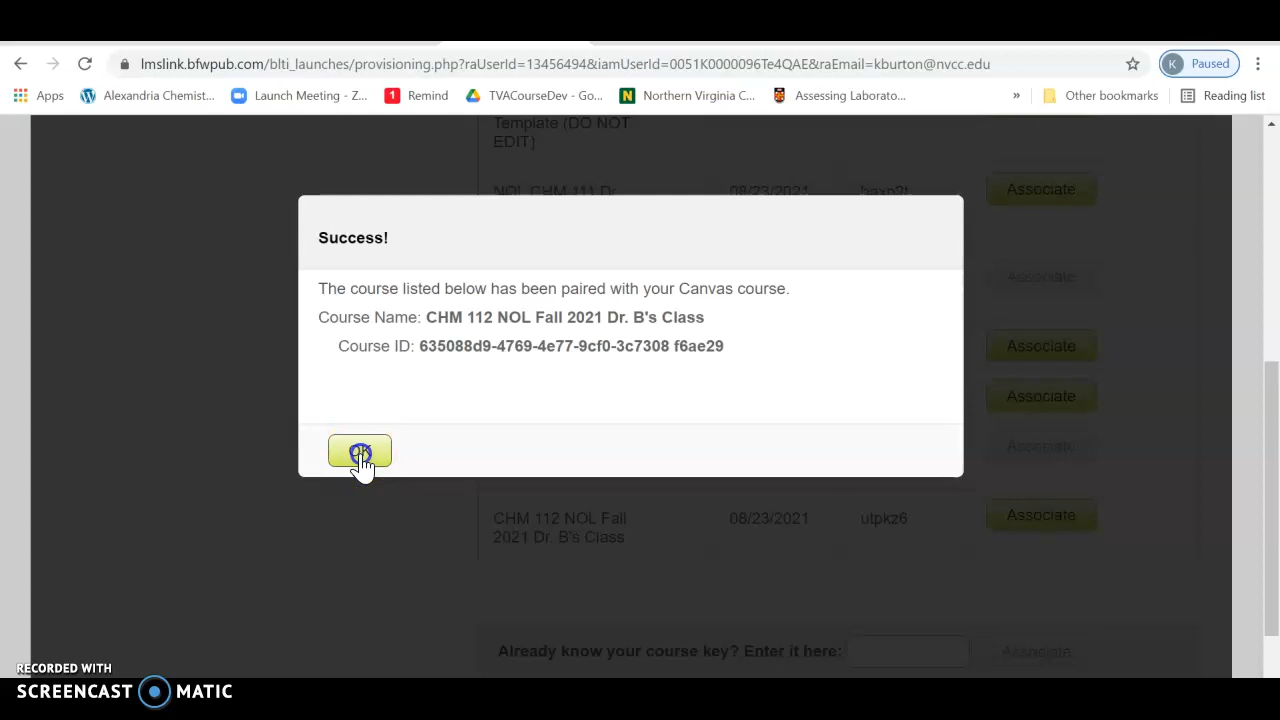 lmslink.bfwpub.com/blti_launches/provisioning.php?raUserId=13456494&iamUserId=0051K0000096Te4QAE&raEmail=kburton@nvcc.edu
K Paused
Apps Alexandria Chemist... Launch Meeting - Z... 1 Remind TVACourseDev - Go... N Northern Virginia C... Assessing Laborato... » Other bookmarks Reading list
Template (DO NOT
EDIT)
NOL CHM 111 Dr. 08/23/2021 Associate
Success!
Associate
The course listed below has been paired with your Canvas course.
Course Name: CHM 112 NOL Fall 2021 Dr. B's Class
Course ID: 635088d9-4769-4e77-9cf0-3c7308 f6ae29
Associate
Associate
Associate
CHM 112 NOL Fall 08/23/2021 utpkz6 Associate
2021 Dr. B's Class
Already know your course key? Enter it here: Associate
RECORDED WITH
SCREENCAST MATIC